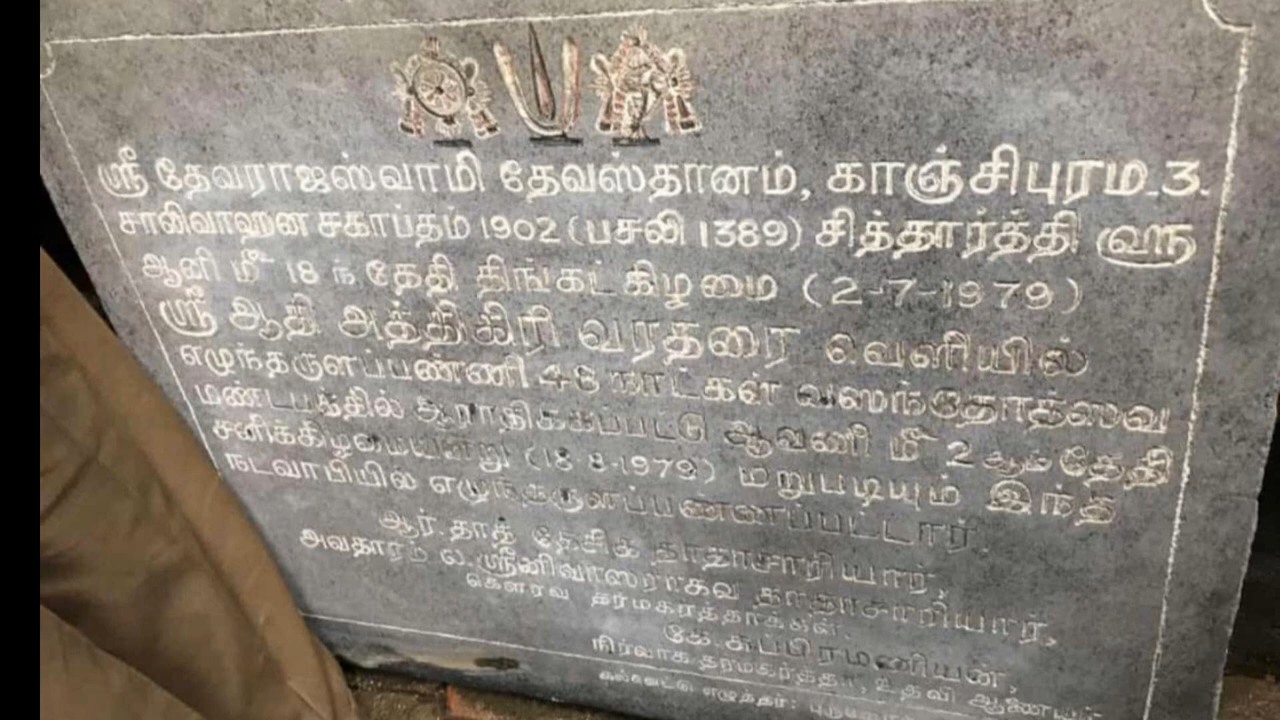 ஸ்ரீ தேவராஜஸ்வாமி தேவஸ்தானம், காஞ்சிபுரம-3.
சாலிவாஹன சகாப்தம் 1902 (பசலி 1389) சித்தார்த்தி ௵
ஆனி மீ 18 ந் தேதி திங்கட் கிழமை (2-7-1979)
ஸ்ரீ ஆதி அத்திகிரி வரதரை வெளியில்
எழுந்தருளப்பண்ணி 48 நாட்கள் வஸந்தோத்ஸவ
மண்டபத்தில் ஆராதிக்கப்பட்டு ஆவணி மீ 2 ஆம் தேதி
சனிக்கிழமையன்று (18-8-1979) மறுபடியும் இந்த
நடவாபியில் எழுந்தருளப்பண்ணப்பட்டார்.
ஆர். தாத தேசிக தாதாசாரியார்,
அவதாரம் வ. ஸ்ரீனிவாஸராகவ தாதாசாரியார்,
கௌரவ தர்மகர்த்தாக்கள்.
கே. சுப்பிரமணியன்,
நிர்வாக தர்மகர்த்தா, உதவி
கல்வெட்டு எழுத்தர்: